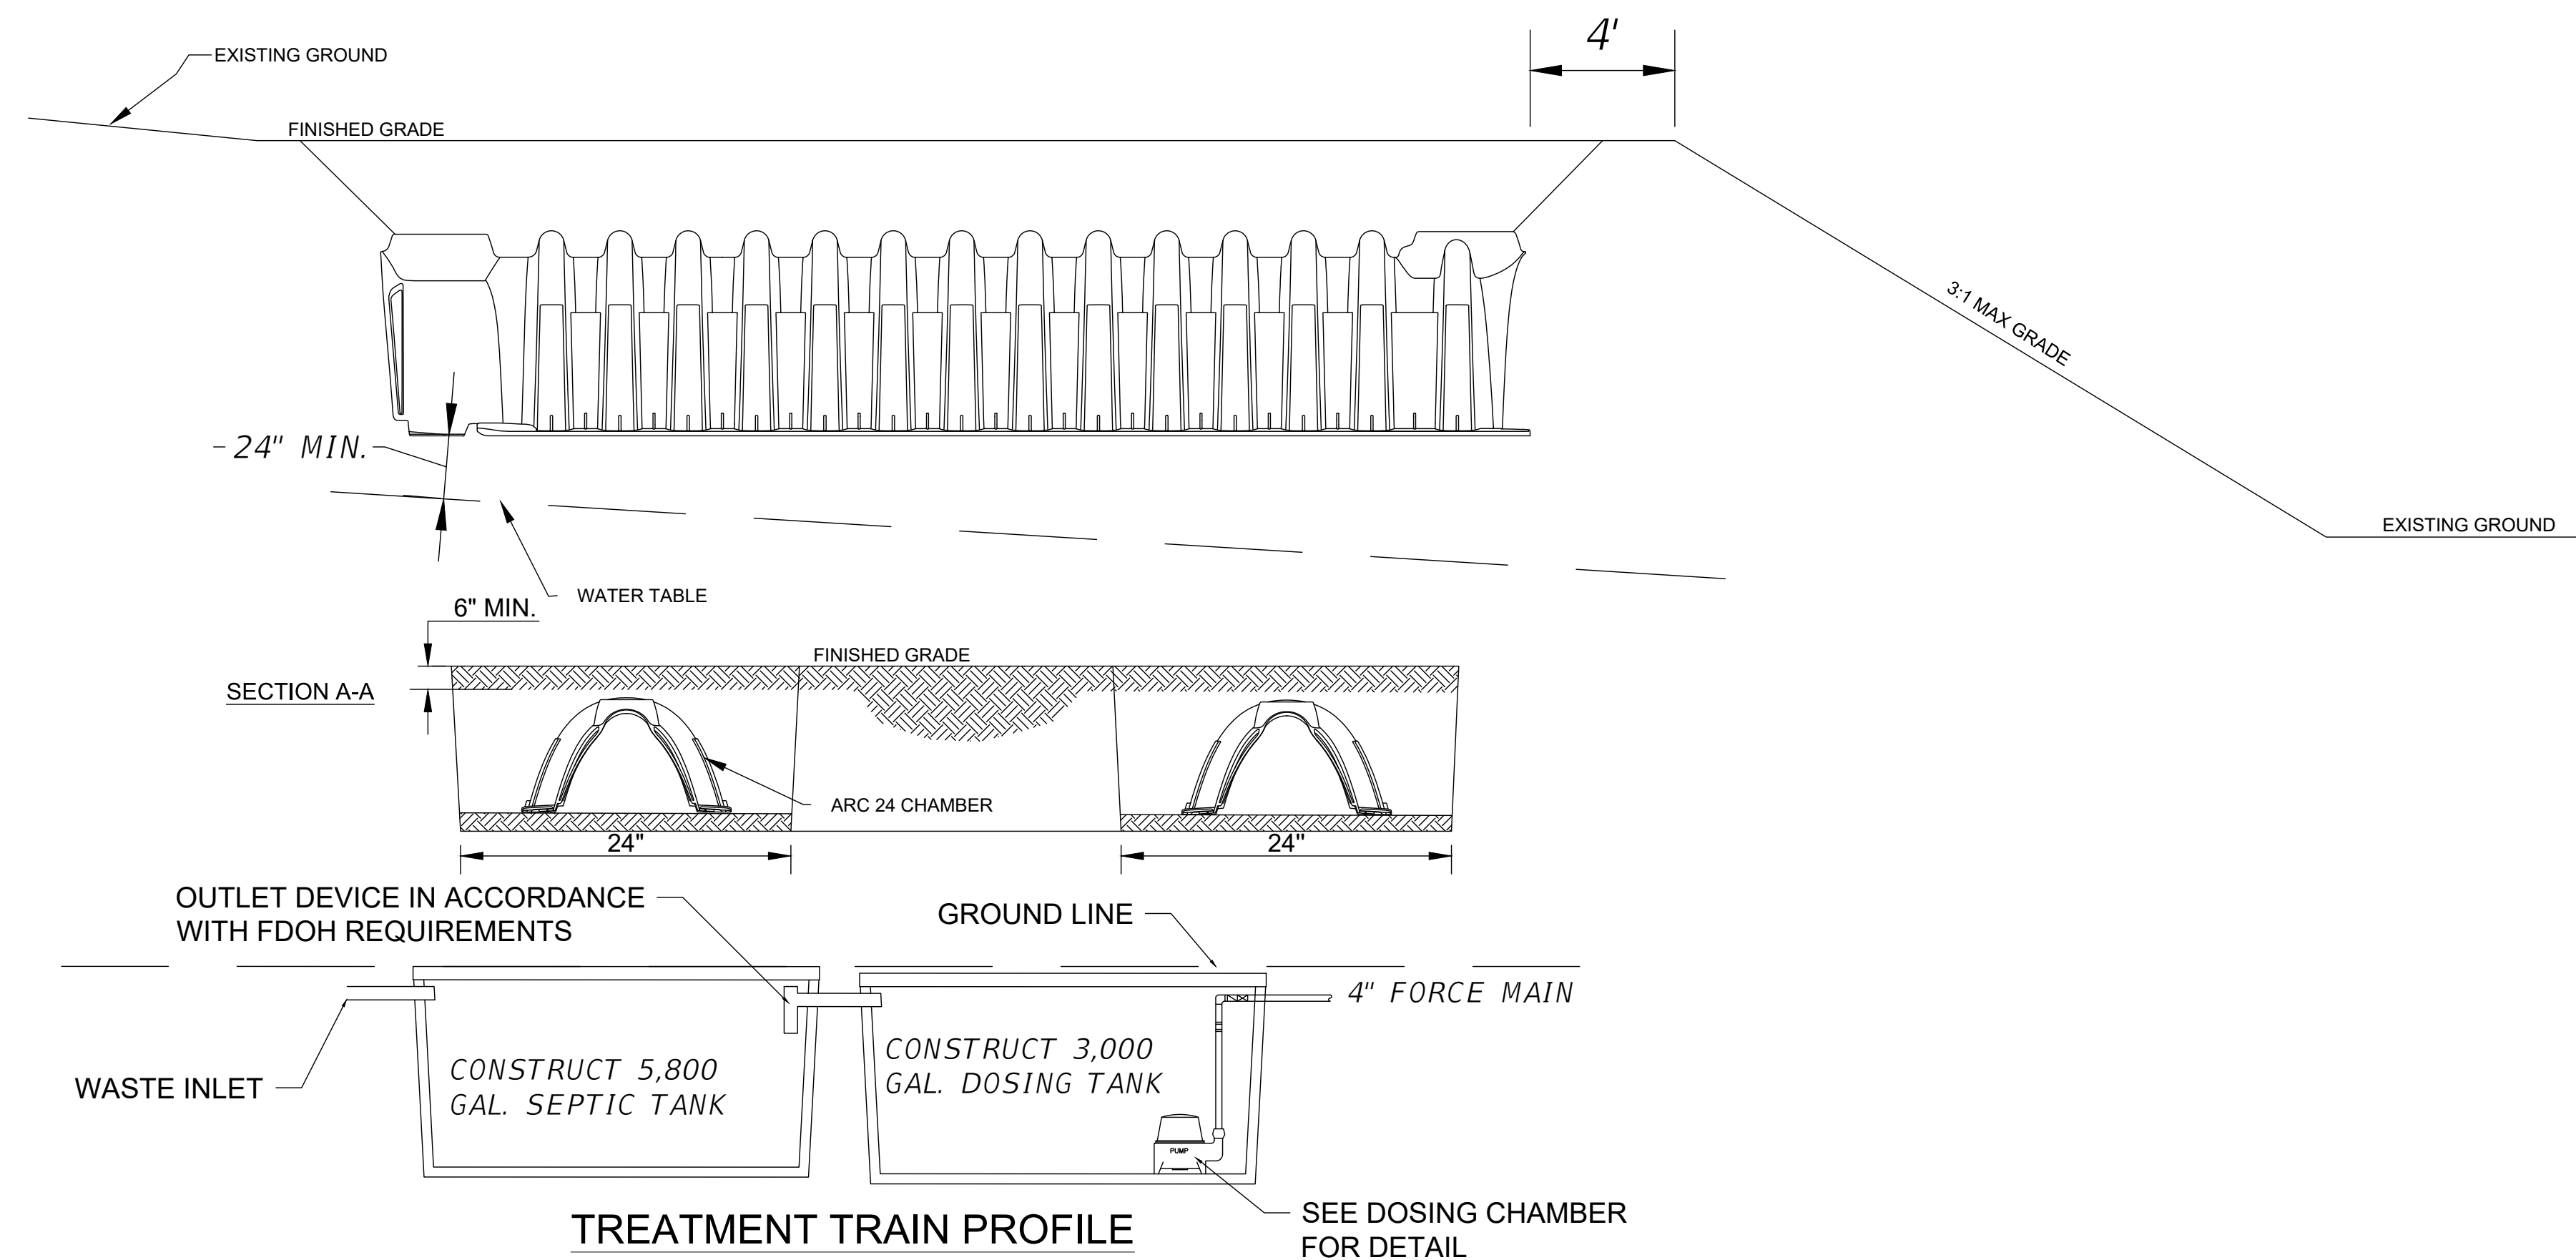 4'
EXISTING GROUND
FINISHED GRADE
3:1 MAX GRADE
24" MIN.
EXISTING GROUND
WATER TABLE
6" MIN.
FINISHED GRADE
SECTION A-A
ARC 24 CHAMBER
24"
24"
OUTLET DEVICE IN ACCORDANCE
WITH FDOH REQUIREMENTS
GROUND LINE
4" FORCE MAIN
CONSTRUCT 5,800
GAL. SEPTIC TANK
CONSTRUCT 3,000
GAL. DOSING TANK
WASTE INLET
PUMP
SEE DOSING CHAMBER
FOR DETAIL
TREATMENT TRAIN PROFILE